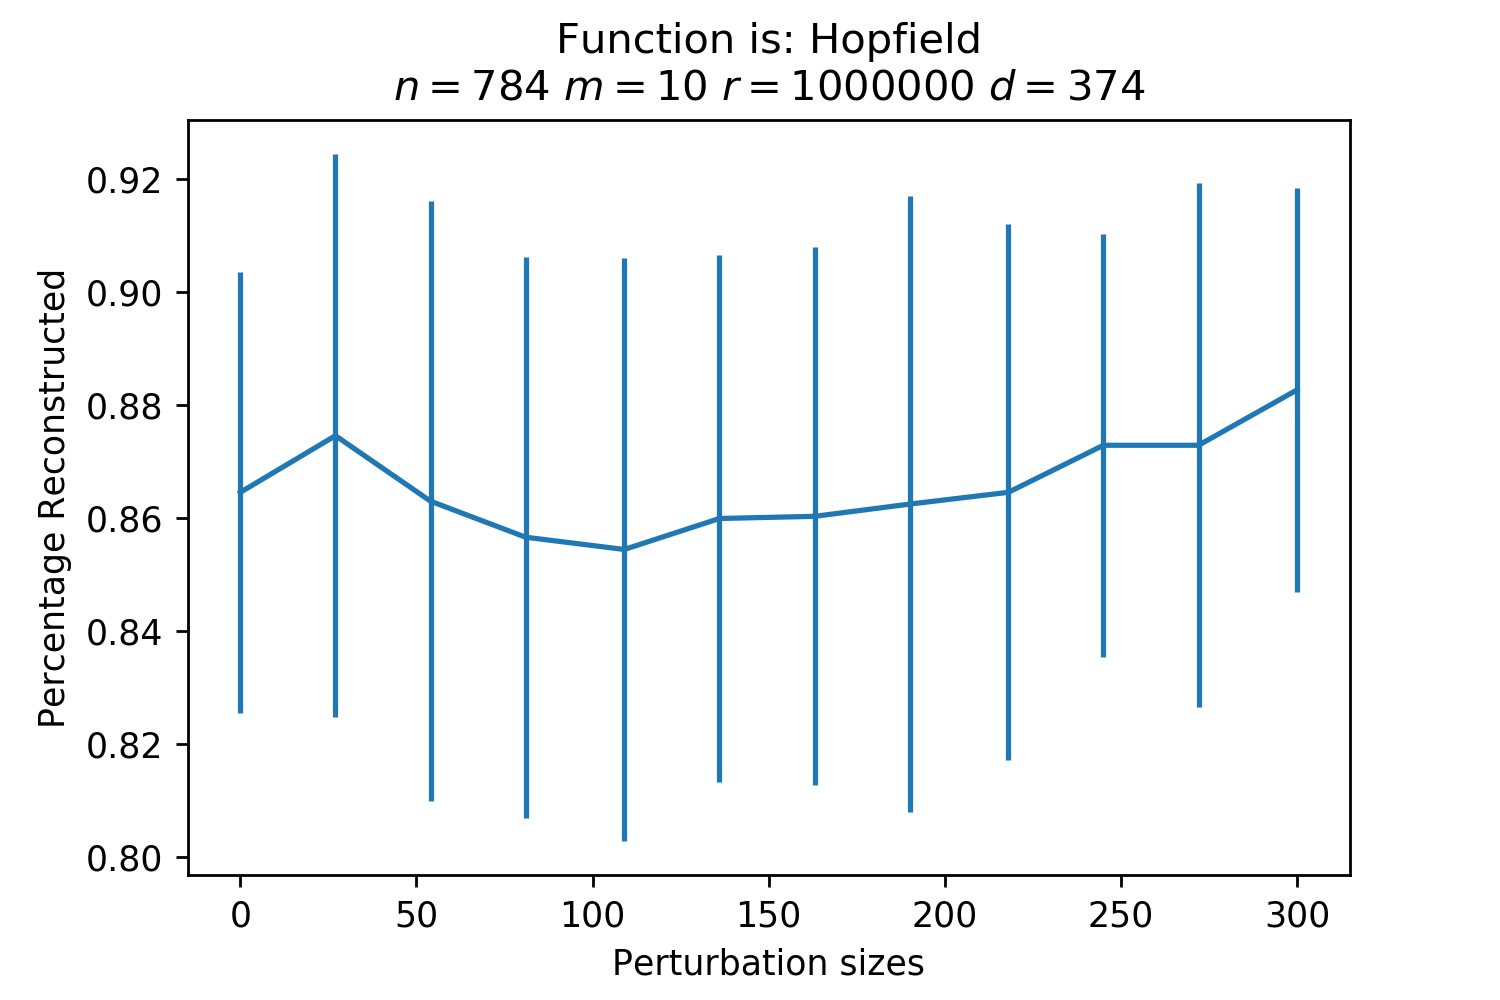 Function is: Hopfield
n = 784 m = 10 r = 1000000 d = 374
Percentage Reconstructed
0.92
0.90
0.88
0.86
0.84
0.82
0.80
0 50 100 150 200 250 300
Perturbation sizes